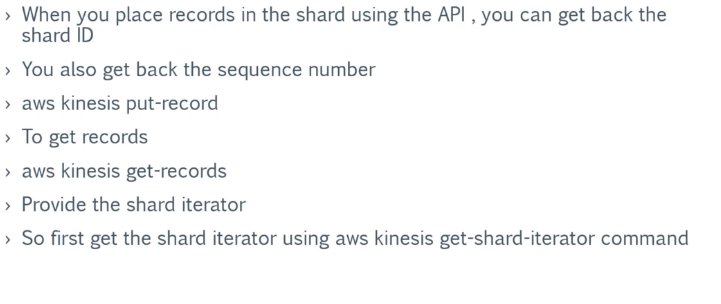 › When you place records in the shard using the API , you can get back the
shard ID
› You also get back the sequence number
› aws kinesis put-record
› To get records
› aws kinesis get-records
› Provide the shard iterator
› So first get the shard iterator using aws kinesis get-shard-iterator command